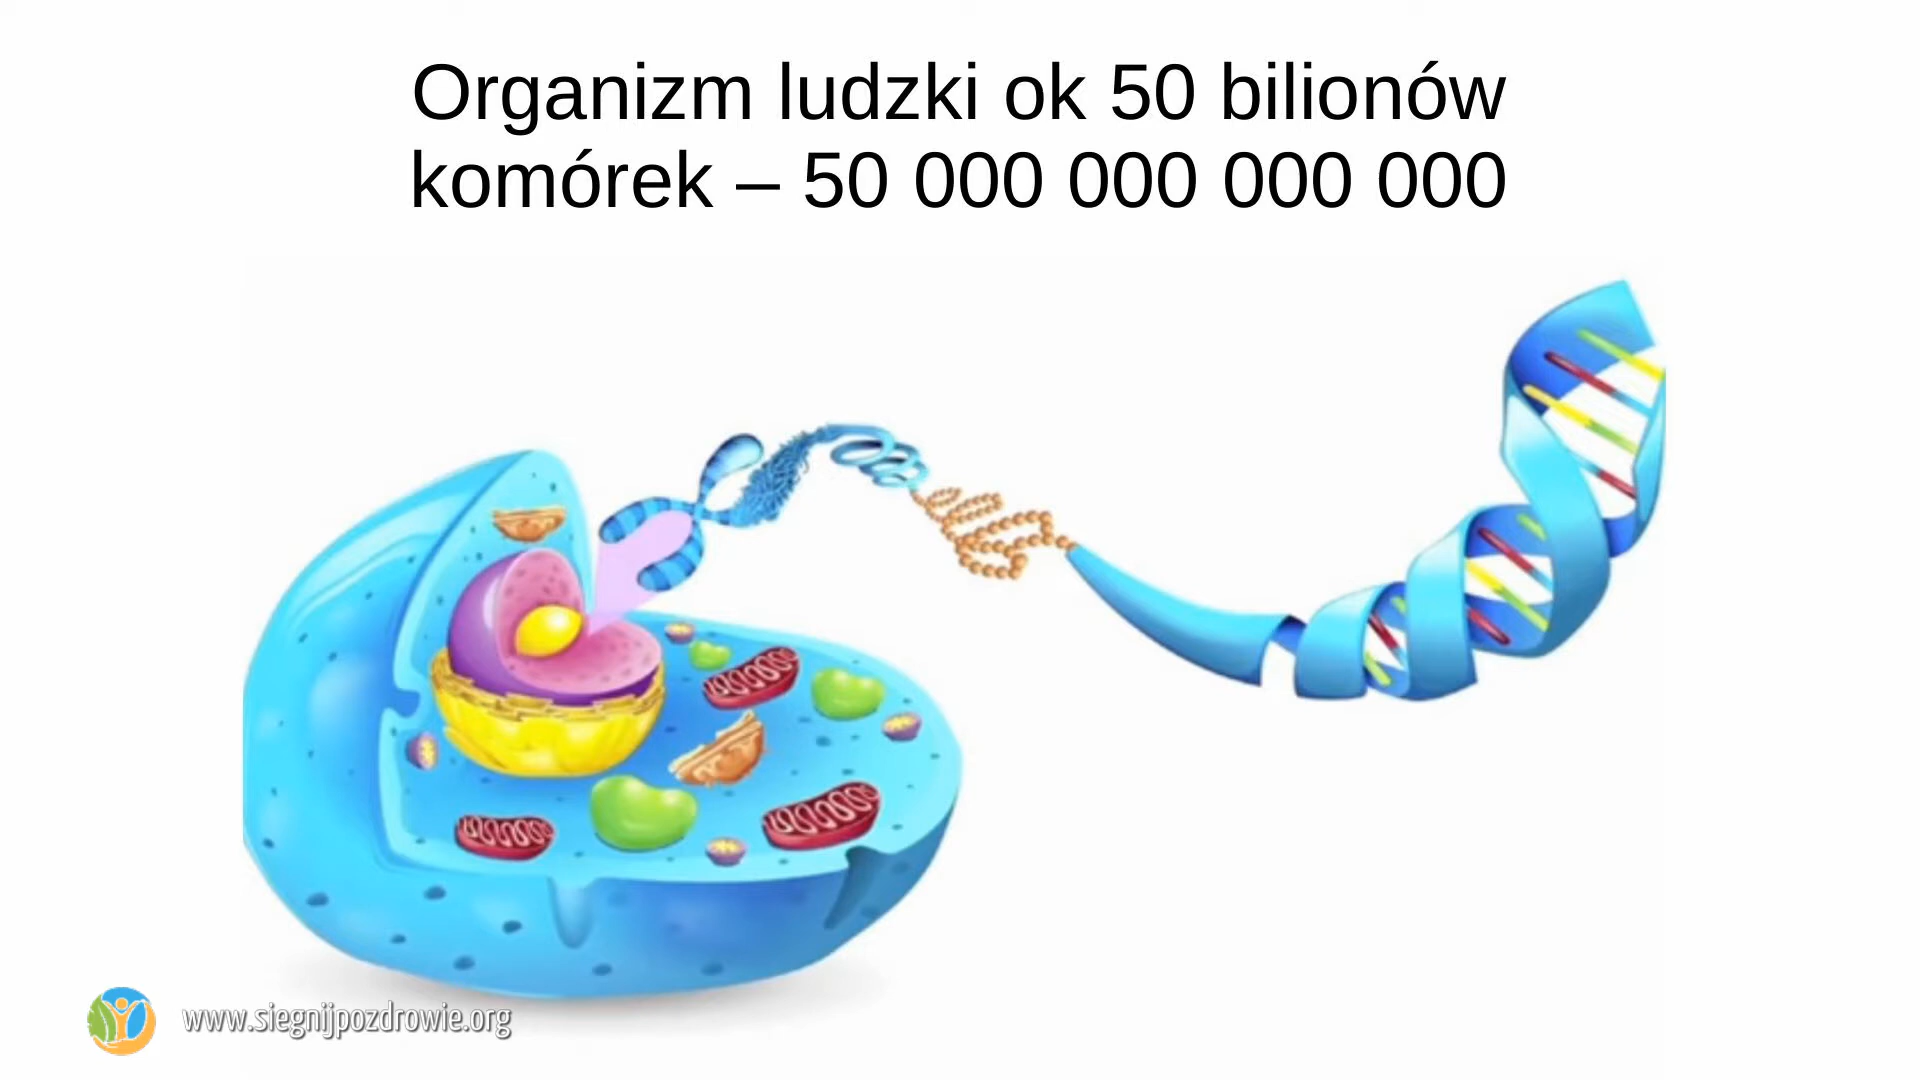 Organizm ludzki ok 50 bilionów
komórek – 50 000 000 000 000
www.siegnijpozdrowie.org